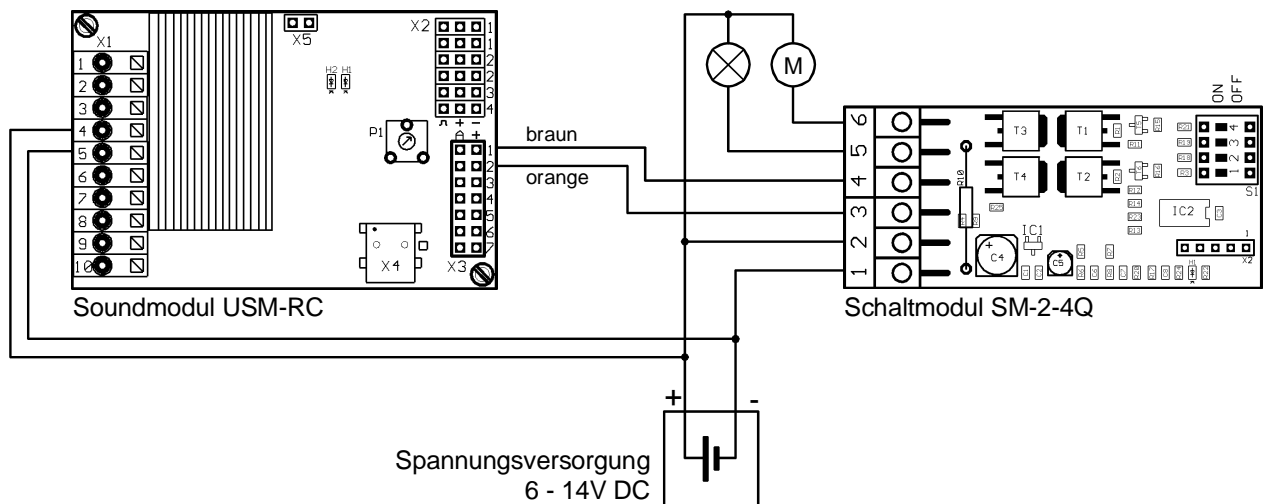 X1
1
2
3
4
5
6
7
8
9
10
X5
H2 H1
P1
X2
1
1
2
2
3
4
+ -
+
1
2
3
4
5
6
7
X4
X3
Soundmodul USM-RC
braun
orange
M
6
5
4
3
2
1
T3
T1
T4
T2
R10
C4
IC1
C5
IC2
ON
OFF
4
3
2
1
S1
1
X2
H1
Schaltmodul SM-2-4Q
+ -
Spannungsversorgung
6 - 14V DC